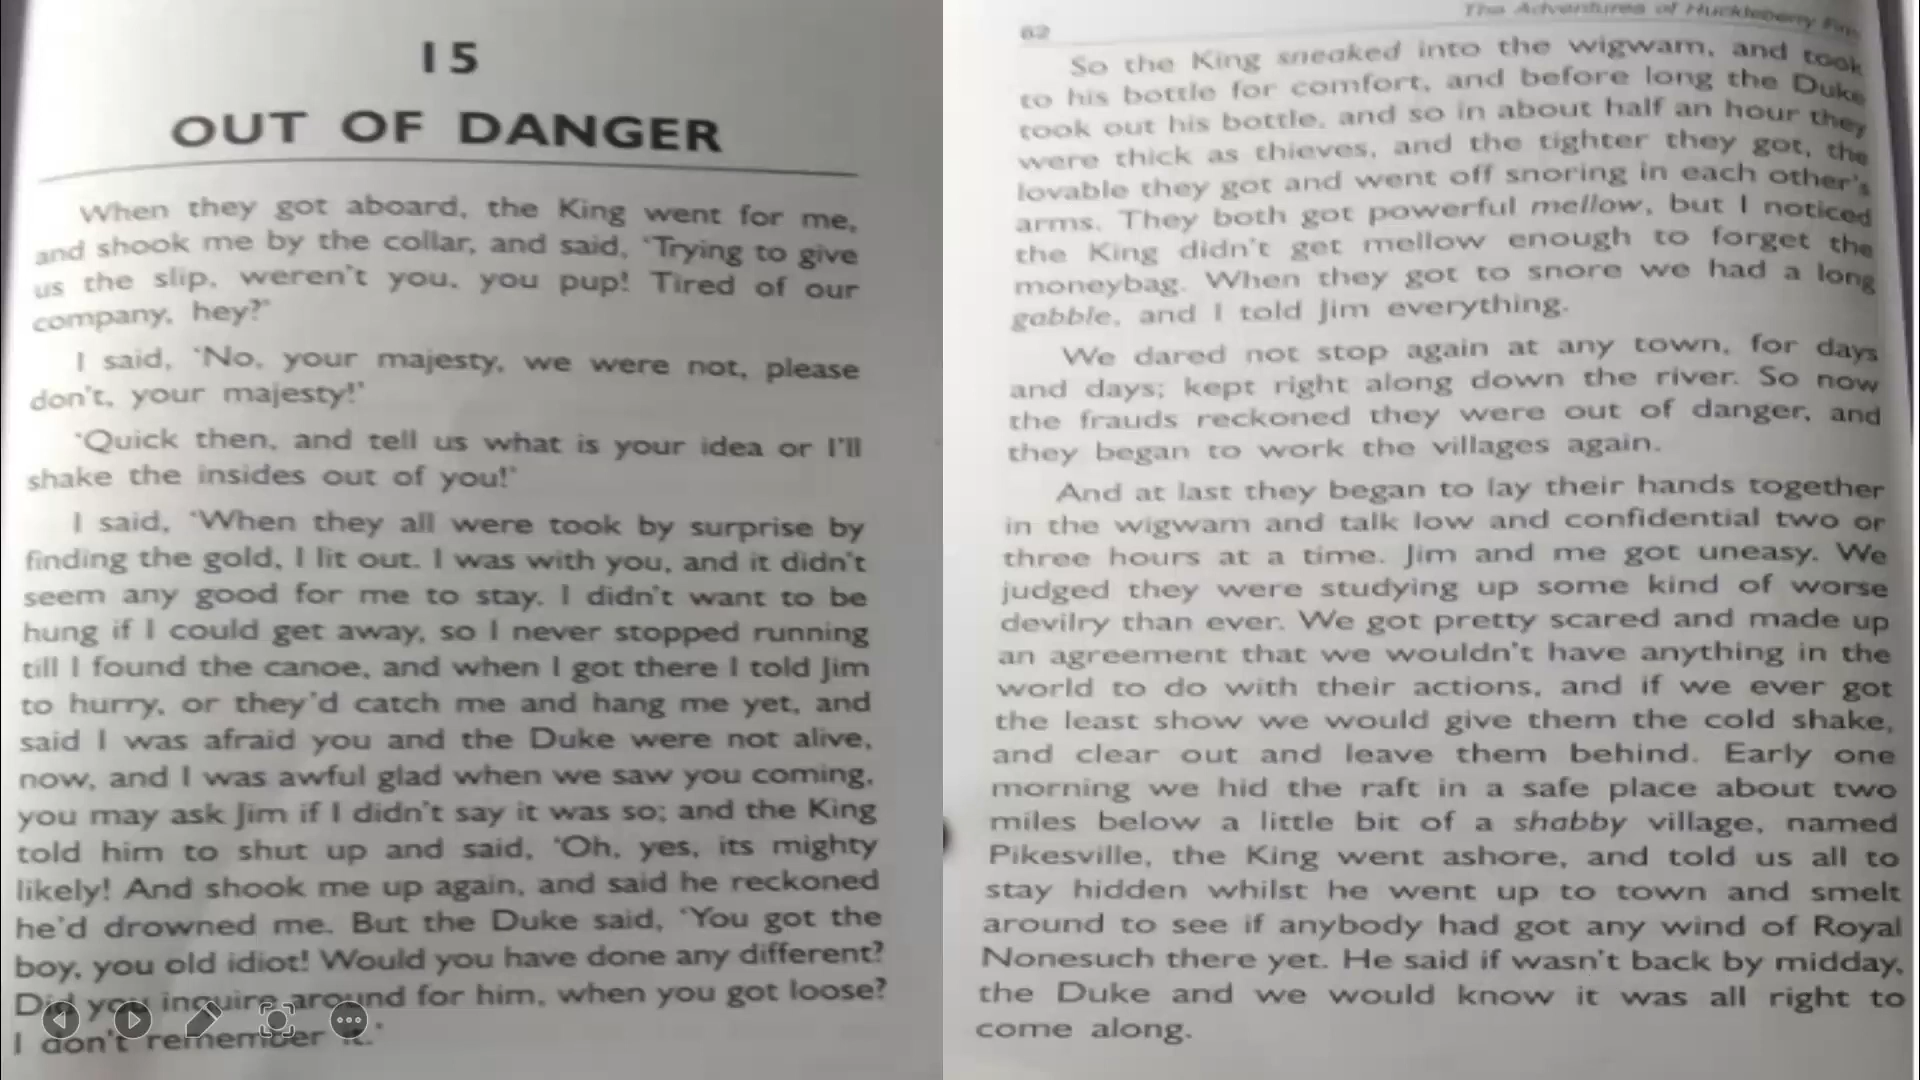 15
OUT OF DANGER
When they got aboard, the King went for me,
and shook me by the collar, and said, 'Trying to give
us the slip, weren't you, you pup! Tired of our
company, hey?'
I said, 'No, your majesty, we were not, please
don't, your majesty!'
'Quick then, and tell us what is your idea or I'll
shake the insides out of you!'
I said, 'When they all were took by surprise by
finding the gold, I lit out. I was with you, and it didn't
seem any good for me to stay. I didn't want to be
hung if I could get away, so I never stopped running
till I found the canoe, and when I got there I told Jim
to hurry, or they'd catch me and hang me yet, and
said I was afraid you and the Duke were not alive,
now, and I was awful glad when we saw you coming,
you may ask Jim if I didn't say it was so; and the King
told him to shut up and said, 'Oh, yes, its mighty
likely! And shook me up again, and said he reckoned
he'd drowned me. But the Duke said, 'You got the
boy, you old idiot! Would you have done any different?
Did you inquire around for him, when you got loose?
I don't remember it.'
62
The Adventures of Huckleberry Finn
So the King sneaked into the wigwam, and took
to his bottle for comfort, and before long the Duke
took out his bottle, and so in about half an hour they
were thick as thieves, and the tighter they got, the
lovable they got and went off snoring in each other's
arms. They both got powerful mellow, but I noticed
the King didn't get mellow enough to forget the
moneybag. When they got to snore we had a long
gabble, and I told Jim everything.
We dared not stop again at any town, for days
and days; kept right along down the river. So now
the frauds reckoned they were out of danger, and
they began to work the villages again.
And at last they began to lay their hands together
in the wigwam and talk low and confidential two or
three hours at a time. Jim and me got uneasy. We
judged they were studying up some kind of worse
devilry than ever. We got pretty scared and made up
an agreement that we wouldn't have anything in the
world to do with their actions, and if we ever got
the least show we would give them the cold shake,
and clear out and leave them behind. Early one
morning we hid the raft in a safe place about two
miles below a little bit of a shabby village, named
Pikesville, the King went ashore, and told us all to
stay hidden whilst he went up to town and smelt
around to see if anybody had got any wind of Royal
Nonesuch there yet. He said if wasn't back by midday,
the Duke and we would know it was all right to
come along.